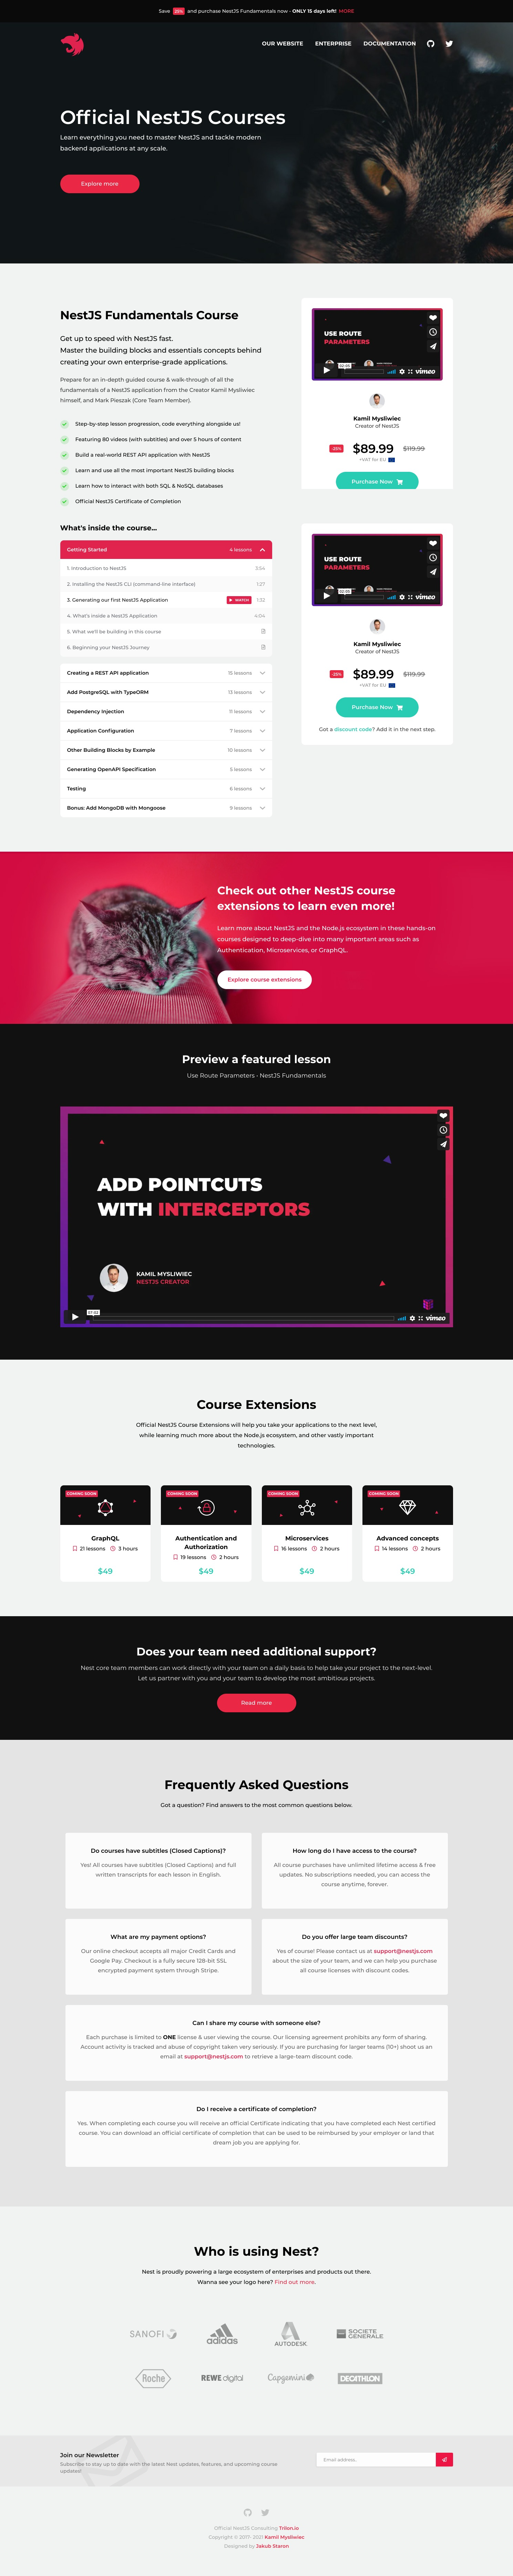 Save 25% and purchase NestJS Fundamentals now - ONLY 15 days left! MORE
OUR WEBSITE ENTERPRISE DOCUMENTATION
Official NestJS Courses
Learn everything you need to master NestJS and tackle modern
backend applications at any scale.
Explore more
NestJS Fundamentals Course
Get up to speed with NestJS fast.
Master the building blocks and essentials concepts behind
creating your own enterprise-grade applications.
Prepare for an in-depth guided course & walk-through of all the
fundamentals of a NestJS application from the Creator Kamil Mysliwiec
himself, and Mark Pieszak (Core Team Member).
Step-by-step lesson progression, code everything alongside us!
Featuring 80 videos (with subtitles) and over 5 hours of content
Build a real-world REST API application with NestJS
Learn and use all the most important NestJS building blocks
Learn how to interact with both SQL & NoSQL databases
Official NestJS Certificate of Completion
What's inside the course...
Getting Started 4 lessons
1. Introduction to NestJS 3:04
2. Installing the NestJS CLI (command-line interface) 1:27
3. Generating our first NestJS Application WATCH 1:32
4. What's inside a NestJS Application 4:04
5. What we'll be building in this course
6. Beginning your NestJS Journey
Creating a REST API application 15 lessons
Add PostgreSQL with TypeORM 13 lessons
Dependency Injection 11 lessons
Application Configuration 7 lessons
Other Building Blocks by Example 10 lessons
Generating OpenAPI Specification 5 lessons
Testing 6 lessons
Bonus: Add MongoDB with Mongoose 9 lessons
USE ROUTE
PARAMETERS
02:05
vimeo
Kamil Mysliwiec
Creator of NestJS
-25% $89.99 $119.99
+VAT for EU
Purchase Now
USE ROUTE
PARAMETERS
02:05
vimeo
Kamil Mysliwiec
Creator of NestJS
-25% $89.99 $119.99
+VAT for EU
Purchase Now
Got a discount code? Add it in the next step.
Check out other NestJS course
extensions to learn even more!
Learn more about NestJS and the Node.js ecosystem in these hands-on
courses designed to deep-dive into many important areas such as
Authentication, Microservices, or GraphQL.
Explore course extensions
Preview a featured lesson
Use Route Parameters - NestJS Fundamentals
ADD POINTCUTS
WITH INTERCEPTORS
KAMIL MYSLIWIEC
NESTJS CREATOR
07:03
vimeo
Course Extensions
Official NestJS Course Extensions will help you take your applications to the next level,
while learning much more about the Node.js ecosystem, and other vastly important
technologies.
COMING SOON
GraphQL
21 lessons 3 hours
$49
COMING SOON
Authentication and
Authorization
19 lessons 2 hours
$49
COMING SOON
Microservices
16 lessons 2 hours
$49
COMING SOON
Advanced concepts
14 lessons 2 hours
$49
Does your team need additional support?
Nest core team members can work directly with your team on a daily basis to help take your project to the next-level.
Let us partner with you and your team to develop the most ambitious projects.
Read more
Frequently Asked Questions
Got a question? Find answers to the most common questions below.
Do courses have subtitles (Closed Captions)?
Yes! All courses have subtitles (Closed Captions) and full
written transcripts for each lesson in English.
How long do I have access to the course?
All course purchases have unlimited lifetime access & free
updates. No subscriptions needed, you can access the
course anytime, forever.
What are my payment options?
Our online checkout accepts all major Credit Cards and
Google Pay. Checkout is a fully secure 128-bit SSL
encrypted payment system through Stripe.
Do you offer large team discounts?
Yes of course! Please contact us at support@nestjs.com
about the size of your team, and we can help you purchase
all course licenses with discount codes.
Can I share my course with someone else?
Each purchase is limited to ONE license & user viewing the course. Our licensing agreement prohibits any form of sharing.
Account activity is tracked and abuse of copyright taken very seriously. If you are purchasing for larger teams (10+) shoot us an
email at support@nestjs.com to retrieve a large-team discount code.
Do I receive a certificate of completion?
Yes. When completing each course you will receive an official Certificate indicating that you have completed each Nest certified
course. You can download an official certificate of completion that can be used to be reimbursed by your employer or land that
dream job you are applying for.
Who is using Nest?
Nest is proudly powering a large ecosystem of enterprises and products out there.
Wanna see your logo here? Find out more.
SANOFI adidas AUTODESK SOCIETE GENERALE
Roche REWE digital Capgemini DECATHLON
Join our Newsletter
Subscribe to stay up to date with the latest Nest updates, features, and upcoming course
updates!
Email address..
Official NestJS Consulting Trilon.io
Copyright © 2017- 2021 Kamil Mysliwiec
Designed by Jakub Staron